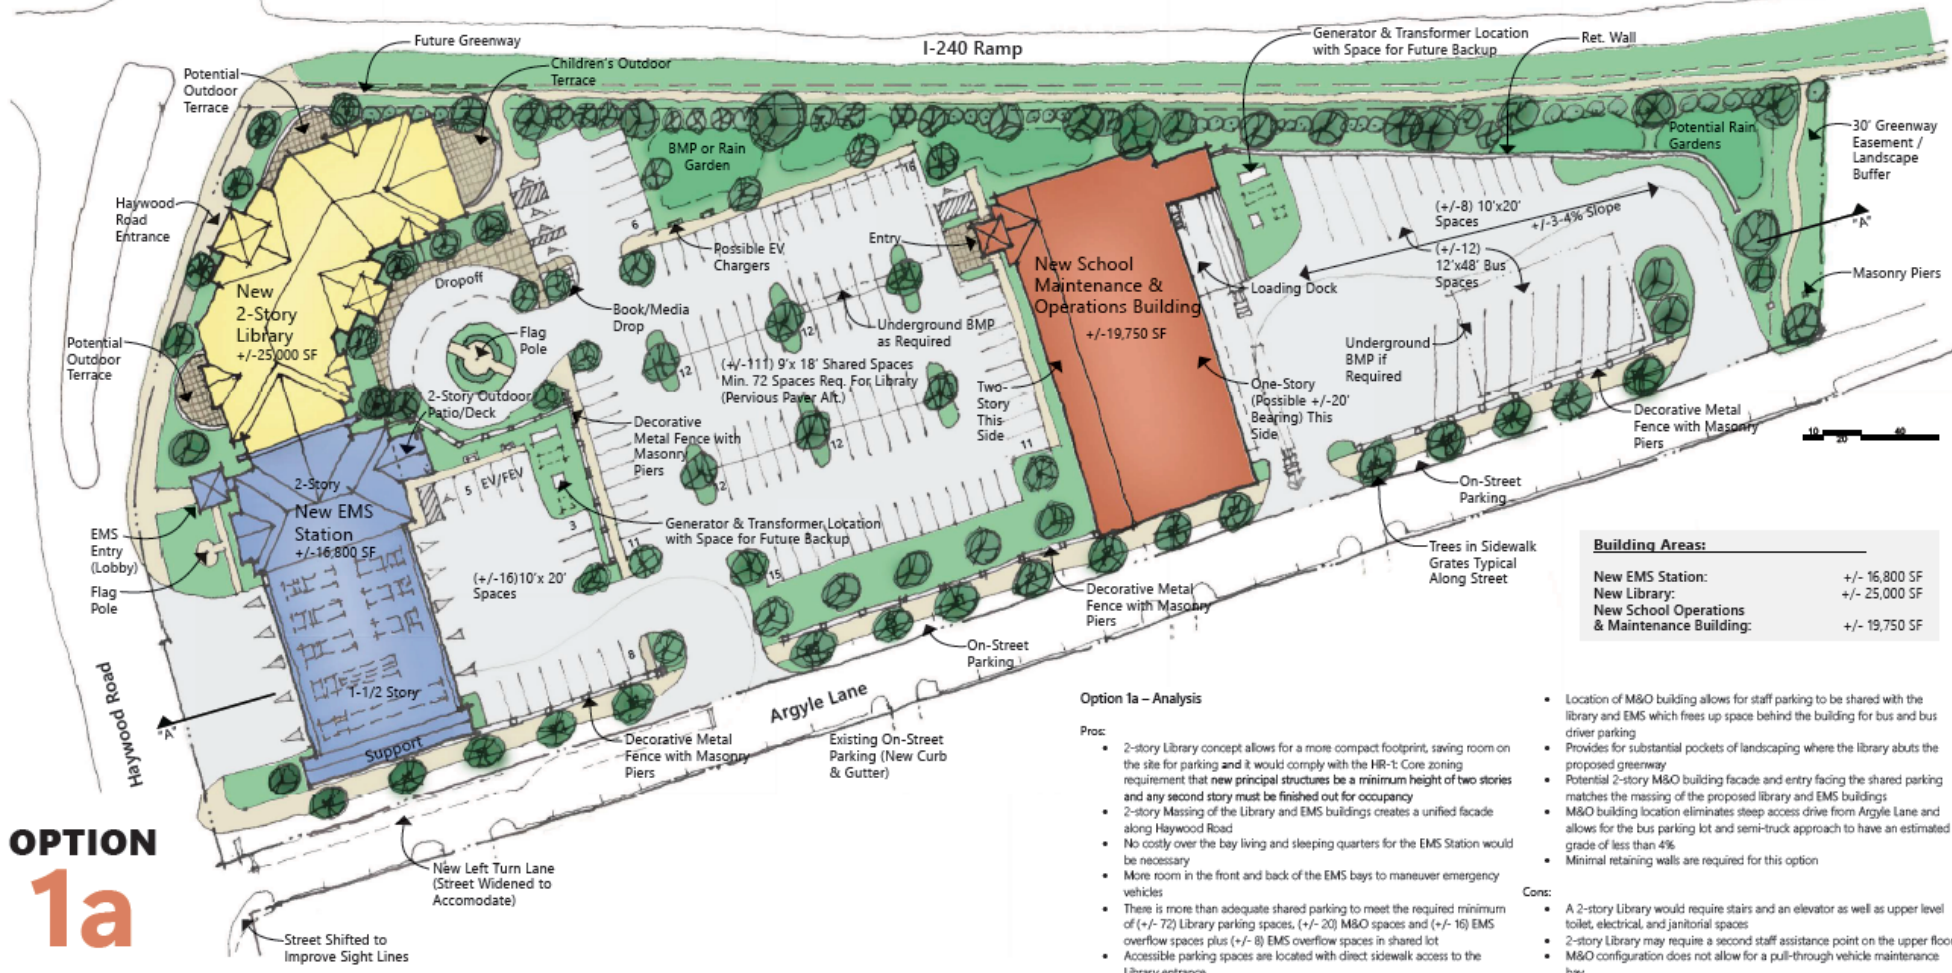 I-240 Ramp
Future Greenway
Children's Outdoor
Terrace
Potential
Outdoor
Terrace
Generator & Transformer Location
with Space for Future Backup
Ret. Wall
BMP or Rain
Garden
Potential Rain
Gardens
30' Greenway
Easement /
Landscape
Buffer
Haywood
Road
Entrance
6
16
Possible EV
Chargers
Entry
(+/-8) 10'x20'
Spaces
+/-3-4% Slope
"A"
(+/-12)
12'x48' Bus
Spaces
Masonry Piers
New
2-Story
Library
+/-25,000 SF
Dropoff
Book/Media
Drop
New School
Maintenance &
Operations Building
+/-19,750 SF
Loading Dock
Flag
Pole
12
Underground BMP
as Required
Underground
BMP if
Required
Potential
Outdoor
Terrace
12
(+/-111) 9'x 18' Shared Spaces
Min. 72 Spaces Req. For Library
(Pervious Paver Alt.)
Two-
Story
This
Side
One-Story
(Possible +/-20'
Bearing) This
Side
2-Story Outdoor
Patio/Deck
Decorative
Metal Fence with
Masonry
Piers
12
11
Decorative Metal
Fence with Masonry
Piers
10
20
40
2-Story
New EMS
Station
+/-16,800 SF
5
EV/FEV
12
On-Street
Parking
EMS
Entry
(Lobby)
3
11
Generator & Transformer Location
with Space for Future Backup
Trees in Sidewalk
Grates Typical
Along Street
Flag
Pole
(+/-16)10'x 20'
Spaces
15
Decorative Metal
Fence with Masonry
Piers
On-Street
Parking
8
1-1/2 Story
Support
"A"
Haywood Road
Argyle Lane
Decorative Metal
Fence with Masonry
Piers
Existing On-Street
Parking (New Curb
& Gutter)
New Left Turn Lane
(Street Widened to
Accomodate)
Street Shifted to
Improve Sight Lines
OPTION
1a
Building Areas:
New EMS Station: +/- 16,800 SF
New Library: +/- 25,000 SF
New School Operations
& Maintenance Building: +/- 19,750 SF
Option 1a – Analysis
Pros:
• 2-story Library concept allows for a more compact footprint, saving room on
the site for parking and it would comply with the HR-1: Core zoning
requirement that new principal structures be a minimum height of two stories
and any second story must be finished out for occupancy
• 2-story Massing of the Library and EMS buildings creates a unified facade
along Haywood Road
• No costly over the bay living and sleeping quarters for the EMS Station would
be necessary
• More room in the front and back of the EMS bays to maneuver emergency
vehicles
• There is more than adequate shared parking to meet the required minimum
of (+/- 72) Library parking spaces, (+/- 20) M&O spaces and (+/- 16) EMS
overflow spaces plus (+/- 8) EMS overflow spaces in shared lot
• Accessible parking spaces are located with direct sidewalk access to the
Library entrance
• Location of M&O building allows for staff parking to be shared with the
library and EMS which frees up space behind the building for bus and bus
driver parking
• Provides for substantial pockets of landscaping where the library abuts the
proposed greenway
• Potential 2-story M&O building facade and entry facing the shared parking
matches the massing of the proposed library and EMS buildings
• M&O building location eliminates steep access drive from Argyle Lane and
allows for the bus parking lot and semi-truck approach to have an estimated
grade of less than 4%
• Minimal retaining walls are required for this option
Cons:
• A 2-story Library would require stairs and an elevator as well as upper level
toilet, electrical, and janitorial spaces
• 2-story Library may require a second staff assistance point on the upper floor
• M&O configuration does not allow for a pull-through vehicle maintenance
bay